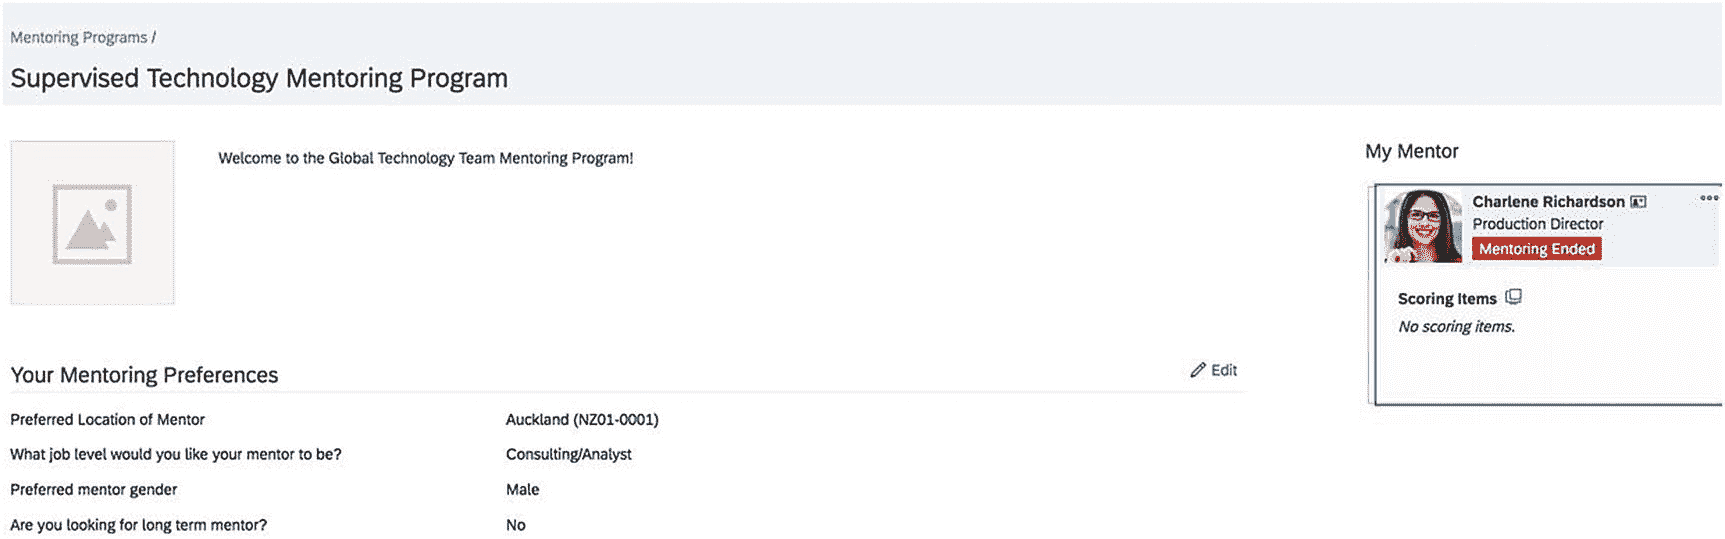 Mentoring Programs /
Supervised Technology Mentoring Program
Welcome to the Global Technology Team Mentoring Program!
My Mentor
Charlene Richardson
Production Director
Mentoring Ended
Scoring Items
No scoring items.
Your Mentoring Preferences
Edit
Preferred Location of Mentor Auckland (NZ01-0001)
What job level would you like your mentor to be? Consulting/Analyst
Preferred mentor gender Male
Are you looking for long term mentor? No